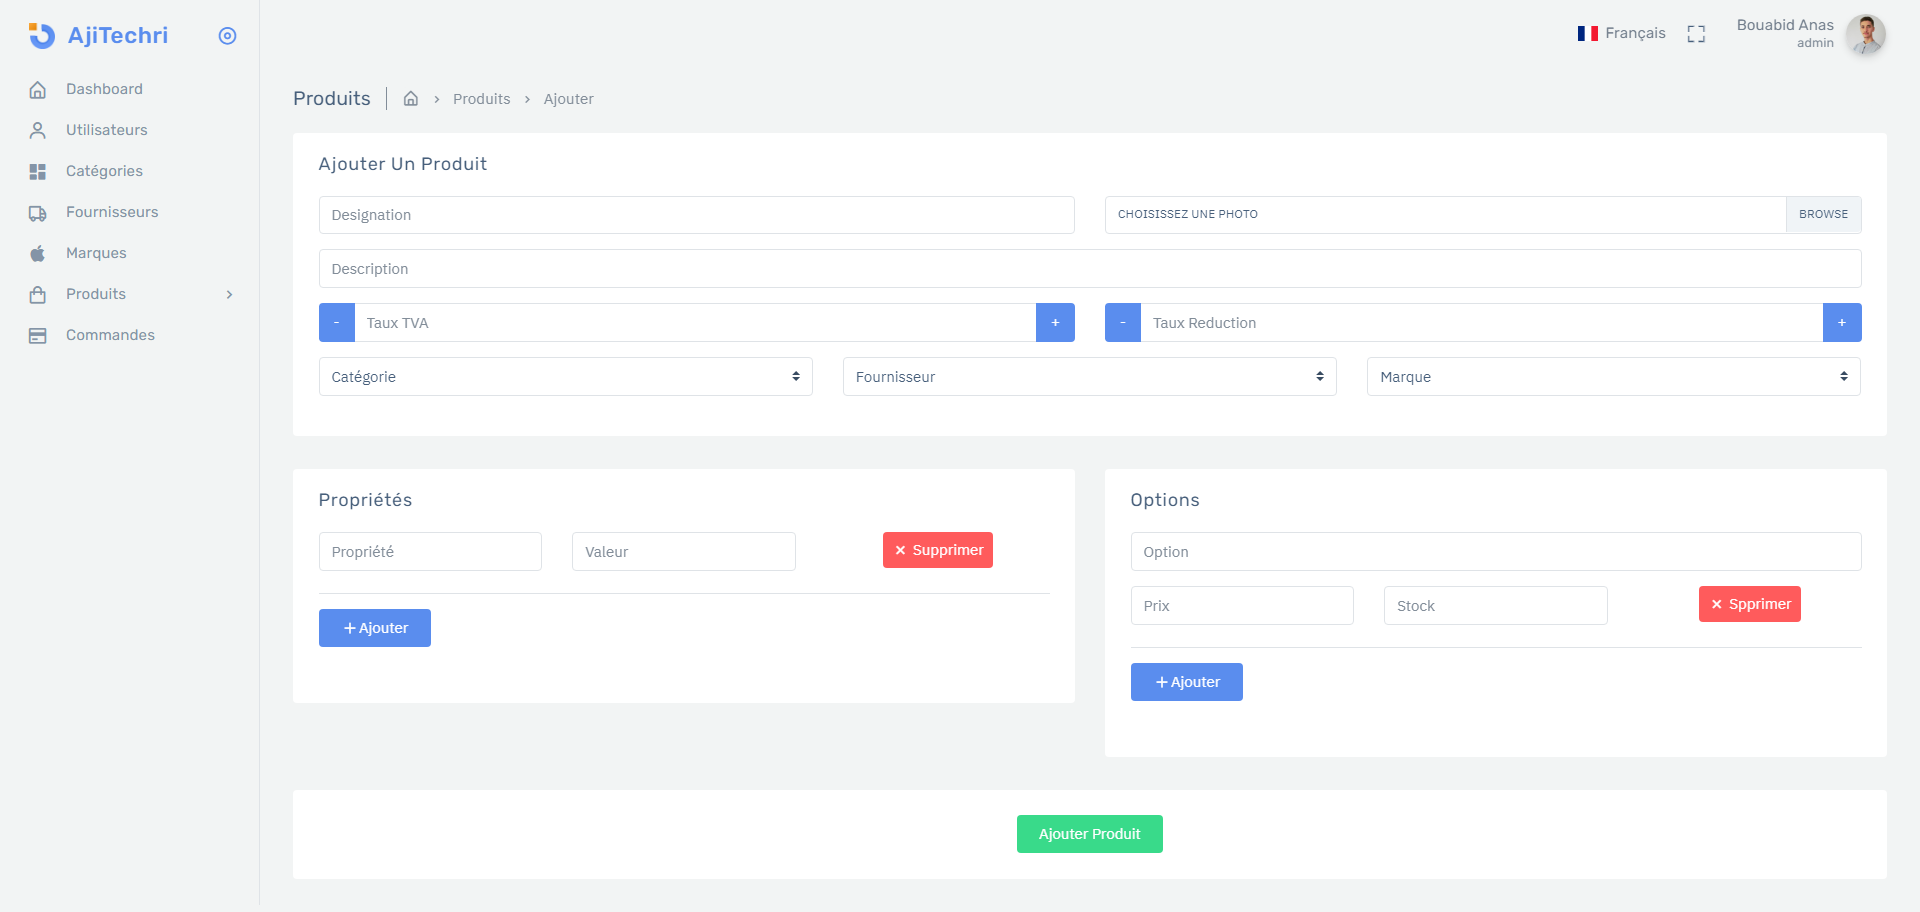 AjiTechri
Dashboard
Utilisateurs
Catégories
Fournisseurs
Marques
Produits
Commandes
Français
Bouabid Anas
admin
Produits
Produits
Ajouter
Ajouter Un Produit
Designation
CHOISISSEZ UNE PHOTO
BROWSE
Description
- Taux TVA +
- Taux Reduction +
Catégorie
Fournisseur
Marque
Propriétés
Propriété
Valeur
× Supprimer
+ Ajouter
Options
Option
Prix
Stock
× Spprimer
+ Ajouter
Ajouter Produit